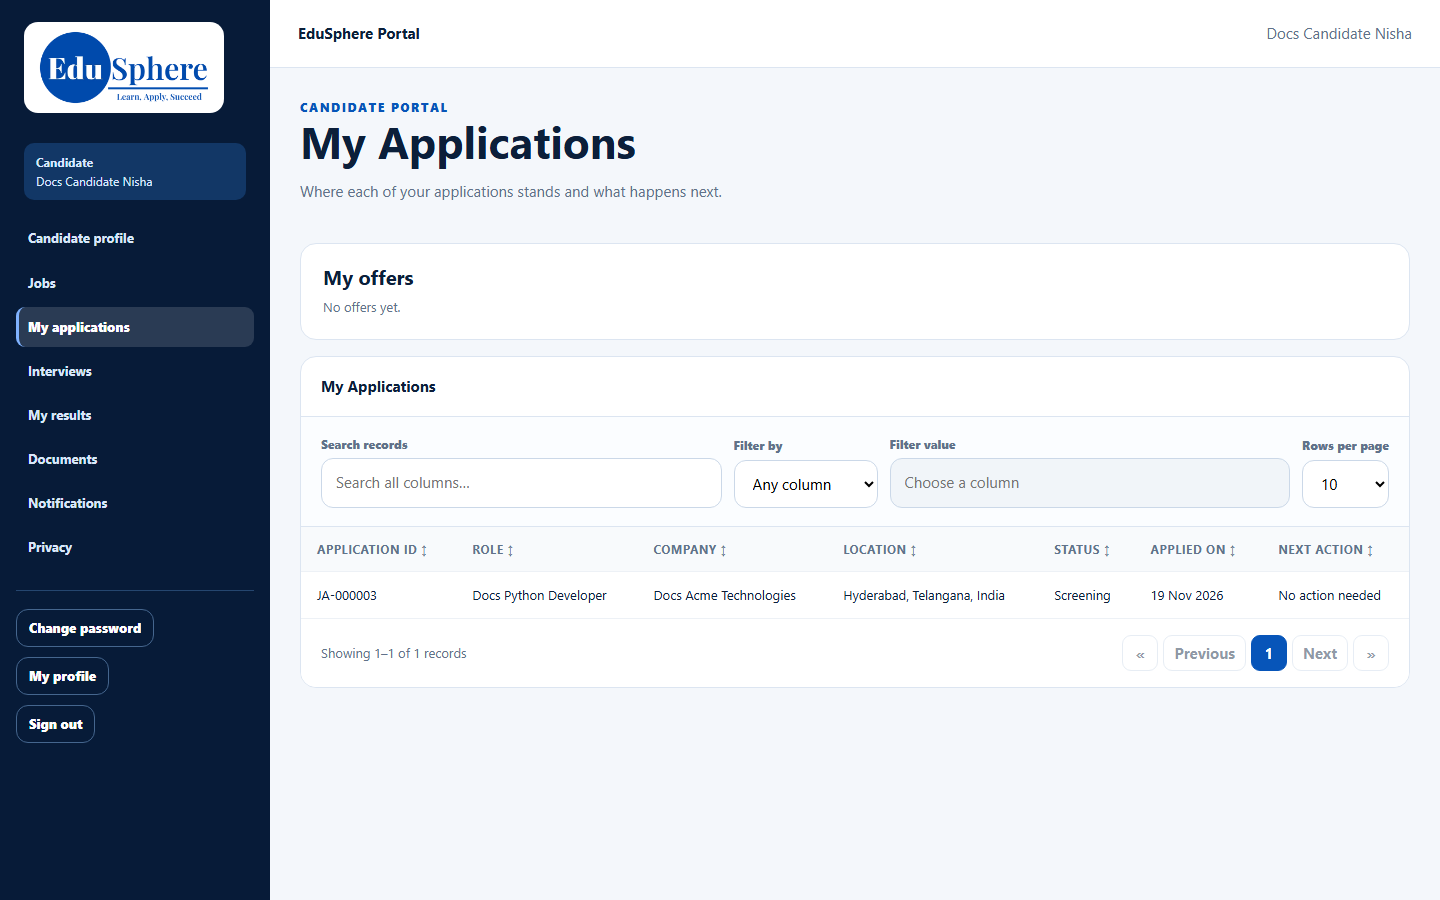 EduSphere
Learn. Apply, Succeed
Candidate
Docs Candidate Nisha
Candidate profile
Jobs
My applications
Interviews
My results
Documents
Notifications
Privacy
Change password
My profile
Sign out
EduSphere Portal
Docs Candidate Nisha
CANDIDATE PORTAL
My Applications
Where each of your applications stands and what happens next.
My offers
No offers yet.
My Applications
Search records
Filter by
Filter value
Rows per page
Search all columns...
Any column
Choose a column
10
APPLICATION ID ↕ ROLE ↕ COMPANY ↕ LOCATION ↕ STATUS ↕ APPLIED ON ↕ NEXT ACTION ↕
JA-000003 Docs Python Developer Docs Acme Technologies Hyderabad, Telangana, India Screening 19 Nov 2026 No action needed
Showing 1–1 of 1 records
« Previous 1 Next »